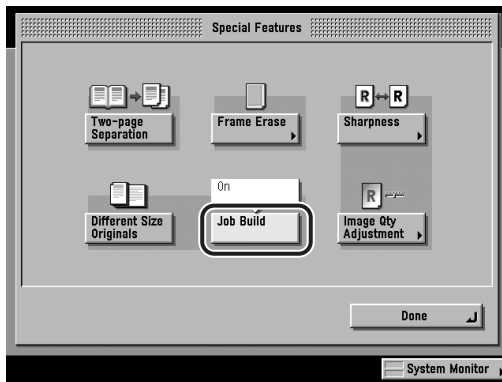 Special Features
R R
Two-page
Separation
Frame Erase
Sharpness
On
R
Different Size
Originals
Job Build
Image Qty
Adjustment
Done
System Monitor